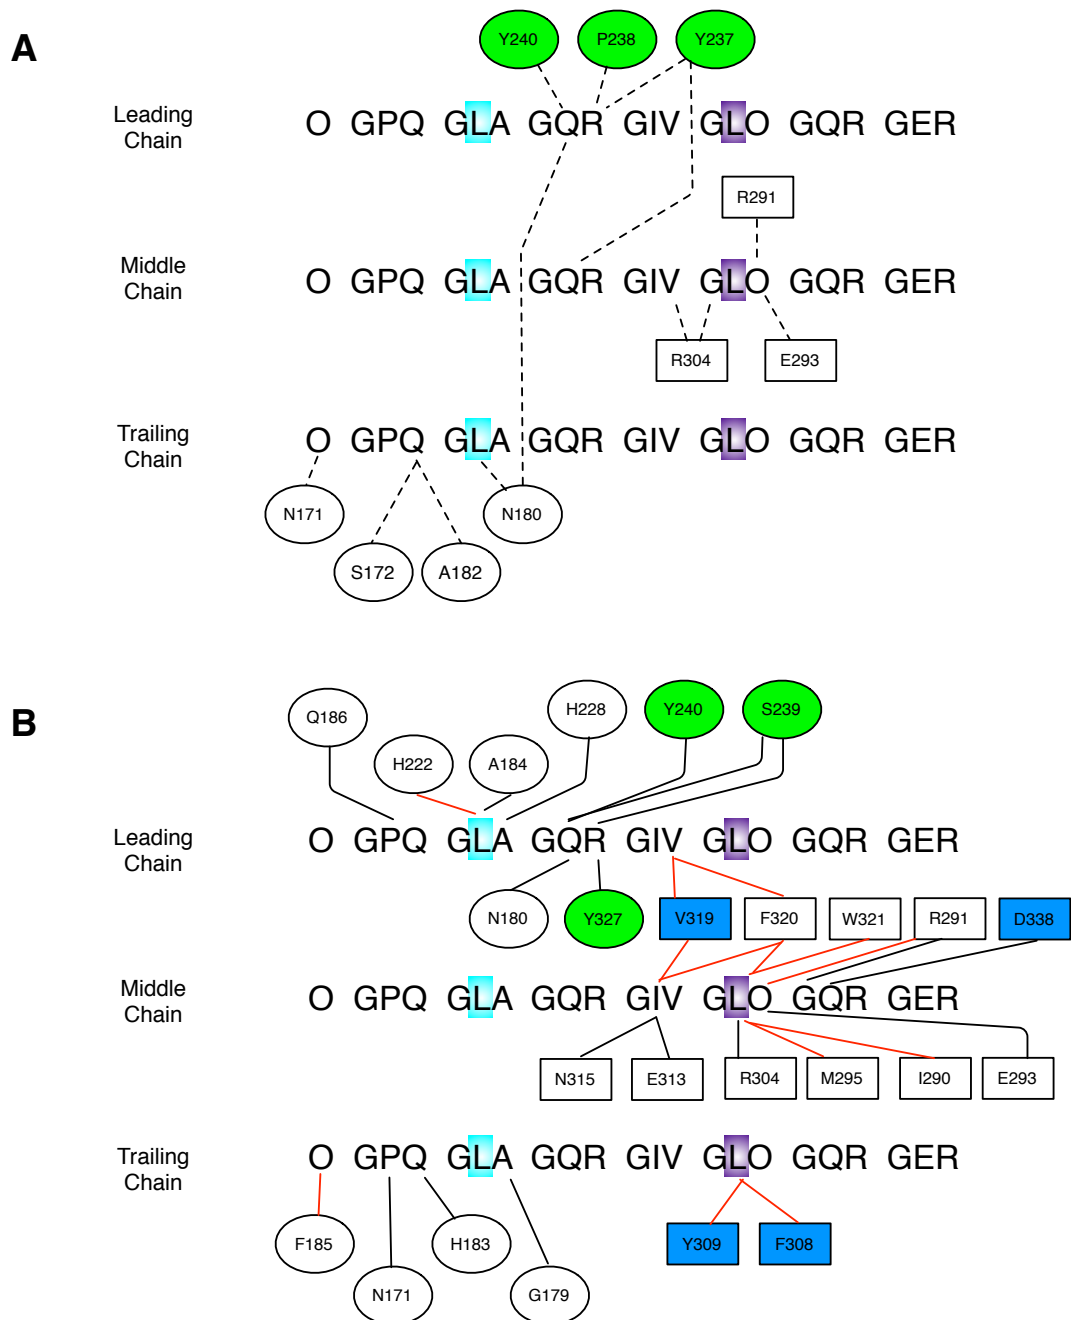 A
Y240 P238 Y237
Leading
Chain
O GPQ GLA GQR GIV GLO GQR GER
R291
Middle
Chain
O GPQ GLA GQR GIV GLO GQR GER
R304 E293
Trailing
Chain
O GPQ GLA GQR GIV GLO GQR GER
N171 N180
S172 A182
B
Q186 H228 Y240 S239
H222 A184
Leading
Chain
O GPQ GLA GQR GIV GLO GQR GER
N180 Y327 V319 F320 W321 R291 D338
Middle
Chain
O GPQ GLA GQR GIV GLO GQR GER
N315 E313 R304 M295 I290 E293
Trailing
Chain
O GPQ GLA GQR GIV GLO GQR GER
F185 H183 Y309 F308
N171 G179